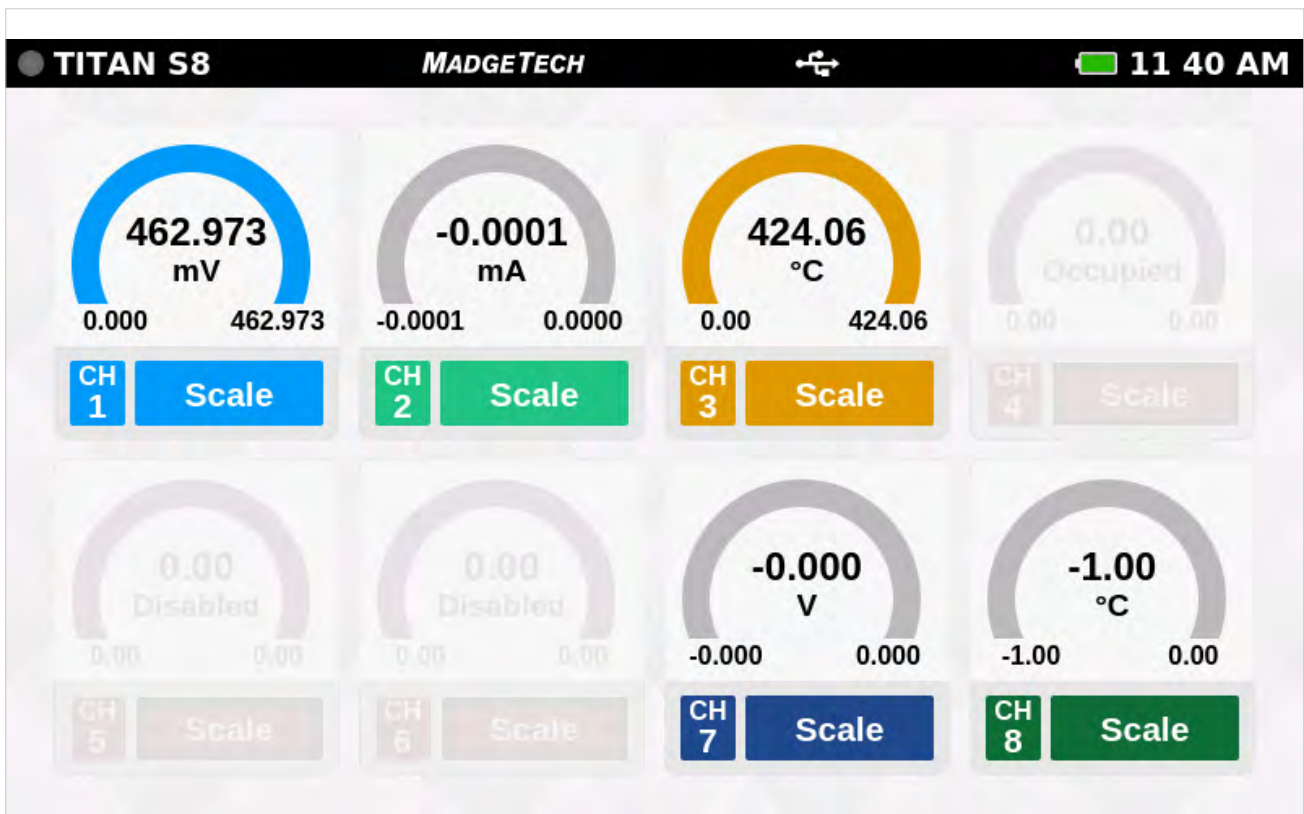 TITAN S8 MADGETECH 11 40 AM
462.973 -0.0001 424.06 0.00
mV mA °C Occupied
0.000 462.973 -0.0001 0.0000 0.00 424.06 0.00 0.00
CH 1 Scale CH 2 Scale CH 3 Scale CH 4 Scale
0.00 0.00 -0.000 -1.00
Disabled Disabled V °C
0.00 0.00 0.00 0.00 -0.000 0.000 -1.00 0.00
CH 5 Scale CH 6 Scale CH 7 Scale CH 8 Scale